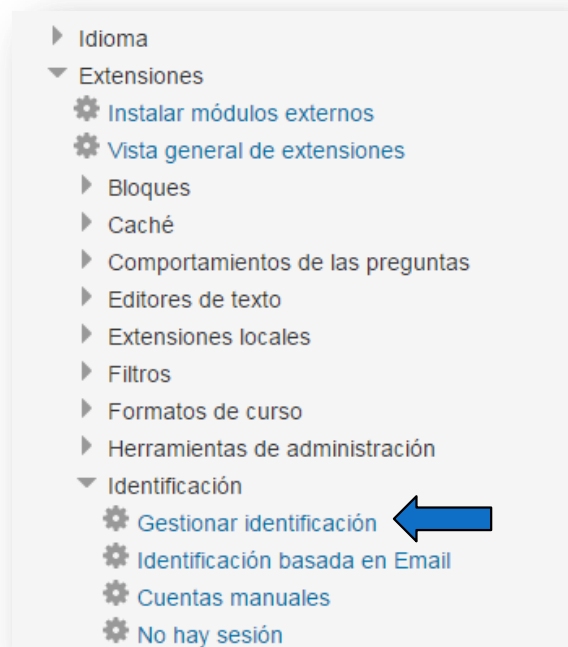 Idioma
Extensiones
Instalar módulos externos
Vista general de extensiones
Bloques
Caché
Comportamientos de las preguntas
Editores de texto
Extensiones locales
Filtros
Formatos de curso
Herramientas de administración
Identificación
Gestionar identificación
Identificación basada en Email
Cuentas manuales
No hay sesión